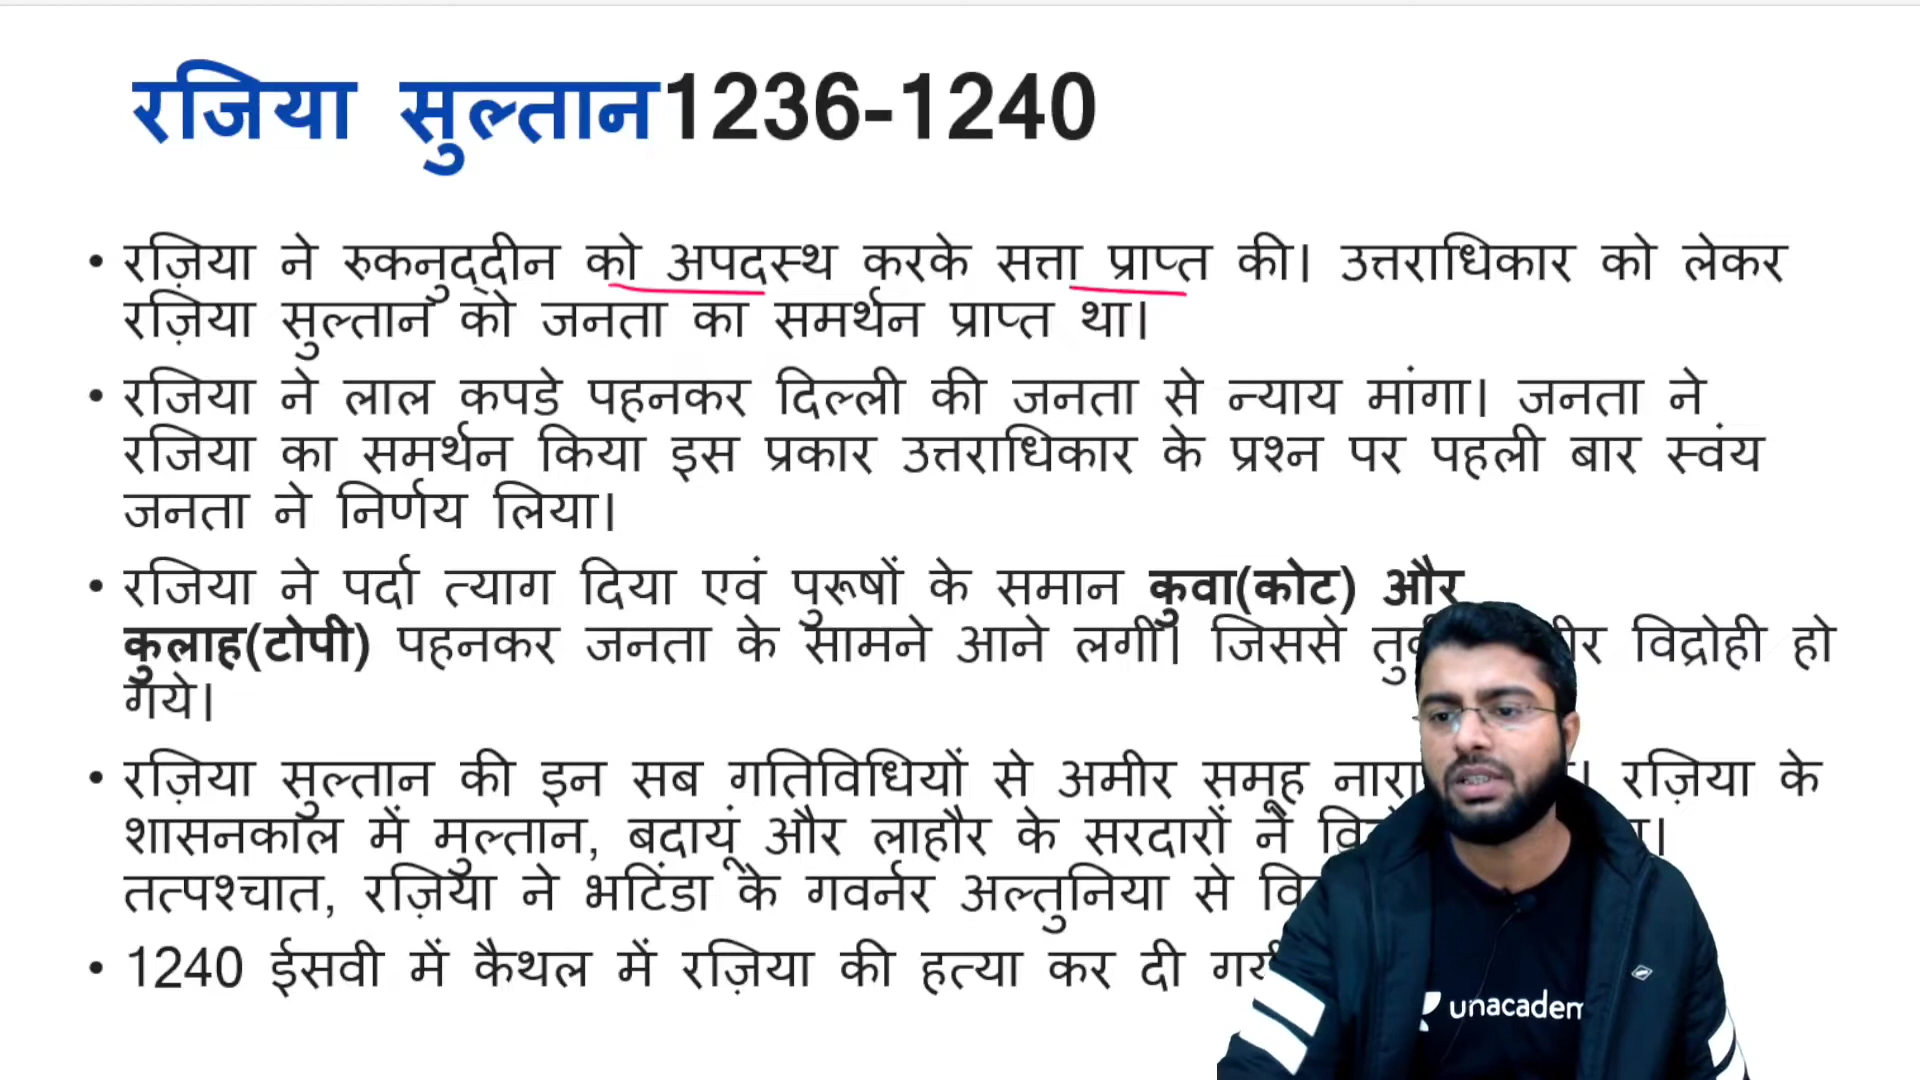 रजिया सुल्तान1236-1240
• रज़िया ने रुकनुद्दीन को अपदस्थ करके सत्ता प्राप्त की। उत्तराधिकार को लेकर
रज़िया सुल्तान को जनता का समर्थन प्राप्त था।
• रजिया ने लाल कपडे पहनकर दिल्ली की जनता से न्याय मांगा। जनता ने
रजिया का समर्थन किया इस प्रकार उत्तराधिकार के प्रश्न पर पहली बार स्वंय
जनता ने निर्णय लिया।
• रजिया ने पर्दा त्याग दिया एवं पुरूषों के समान कुवा(कोट) और
कुलाह(टोपी) पहनकर जनता के सामने आने लगीं। जिससे विद्रोही हो
गये।
• रज़िया सुल्तान की इन सब गतिविधियों से अमीर समूह रज़िया के
शासनकाल में मुल्तान, बदायूं और लाहौर के सरदारों ने
तत्पश्चात, रज़िया ने भटिंडा के गवर्नर अल्तुनिया से
• 1240 ईसवी में कैथल में रज़िया की हत्या कर दी
unacadem